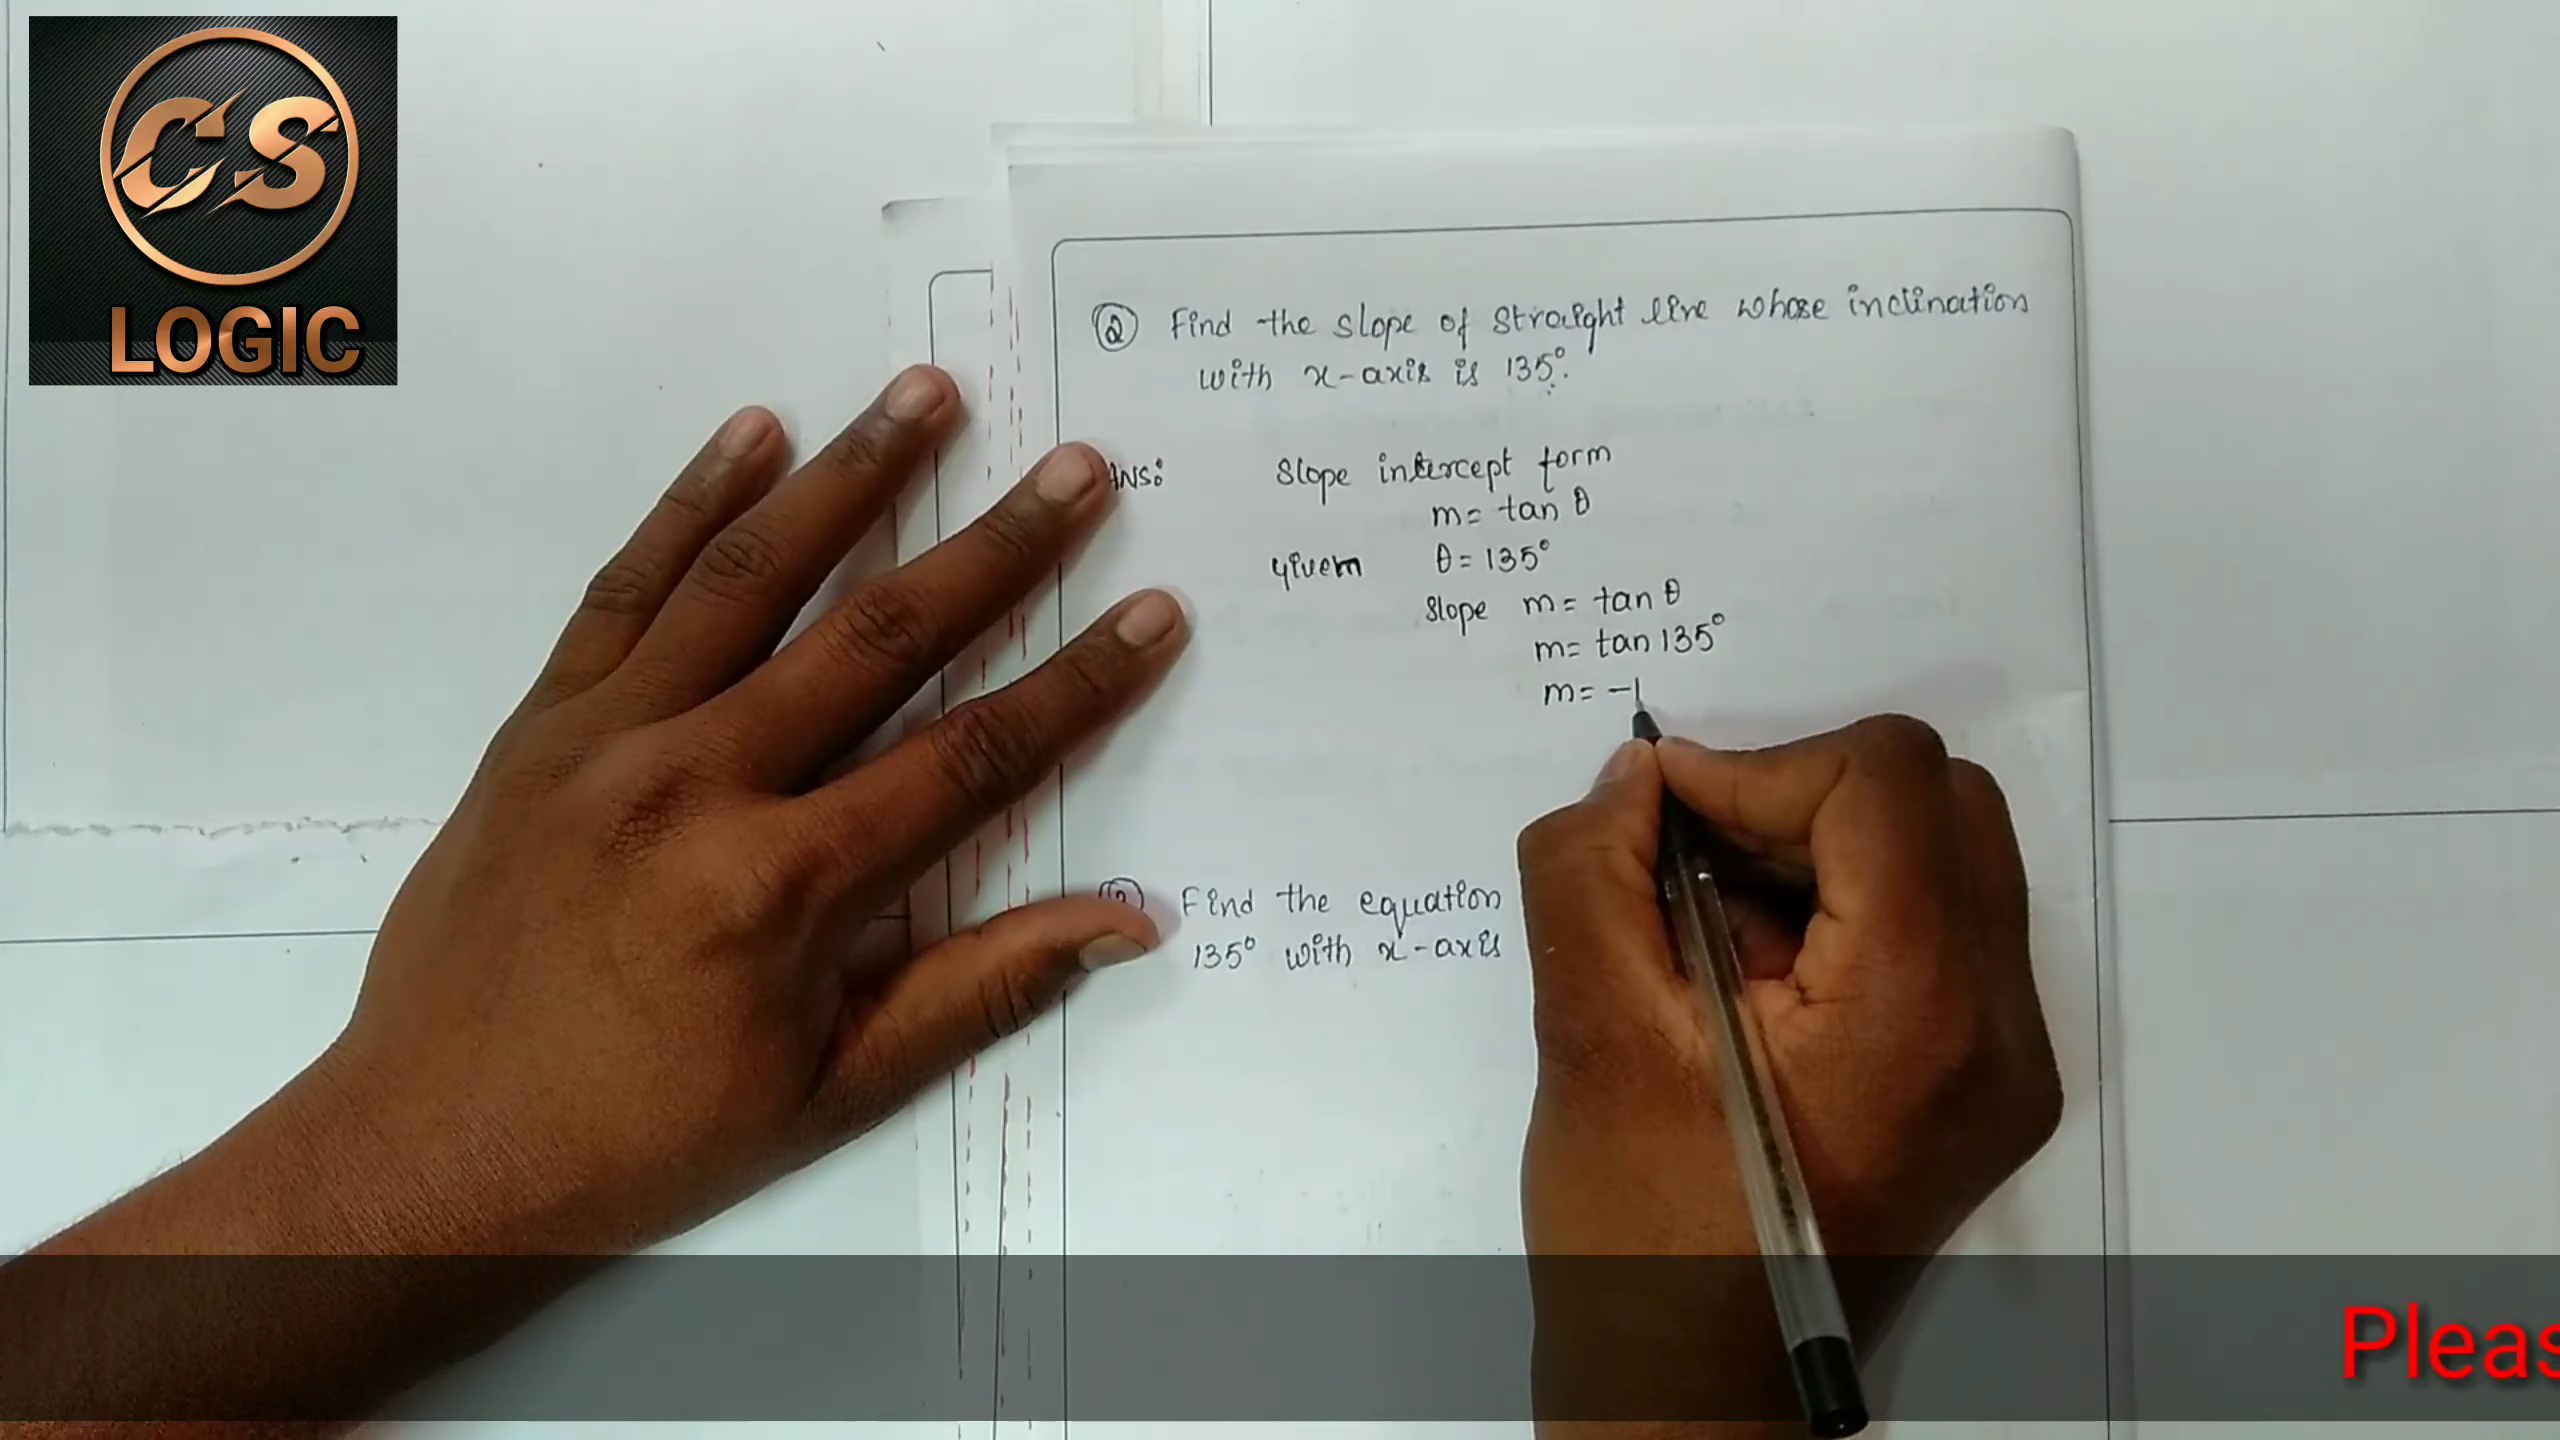 CS
LOGIC
② Find the slope of straight line whose inclination
with x-axis is 135°.
ANS:
Slope intercept form
m = tan θ
Given θ = 135°
Slope m = tan θ
m = tan 135°
m = -1
Find the equation
135° with x-axis
Pleas